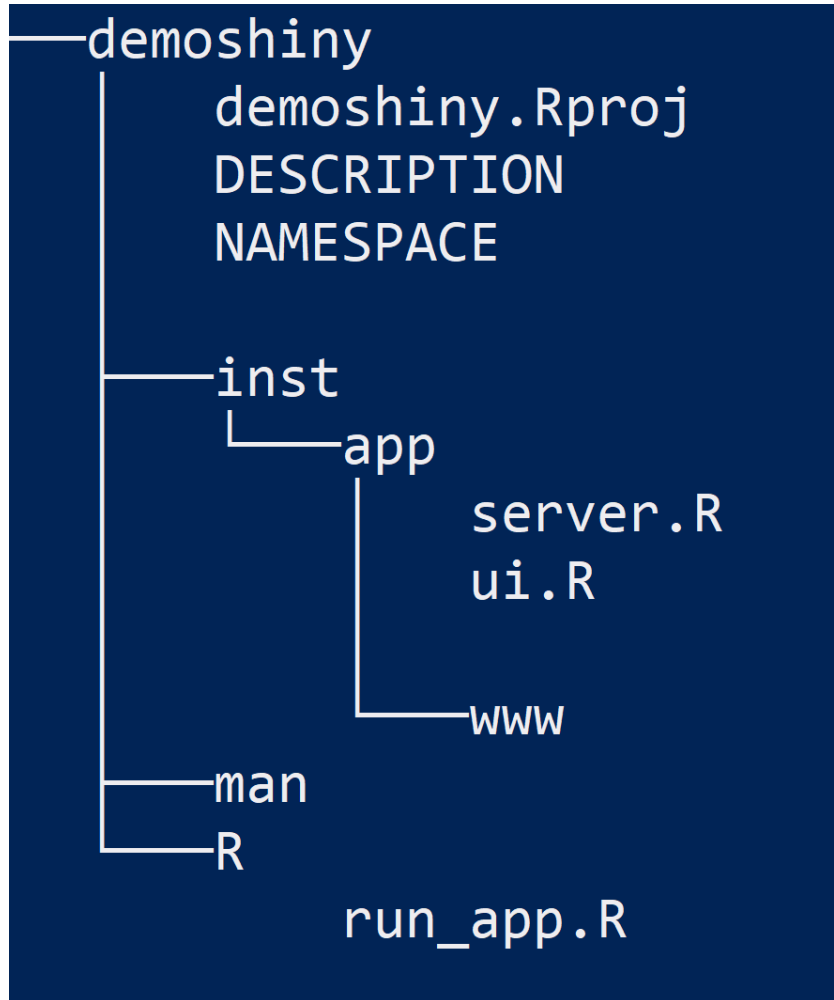 demoshiny
demoshiny.Rproj
DESCRIPTION
NAMESPACE
inst
app
server.R
ui.R
www
man
R
run_app.R